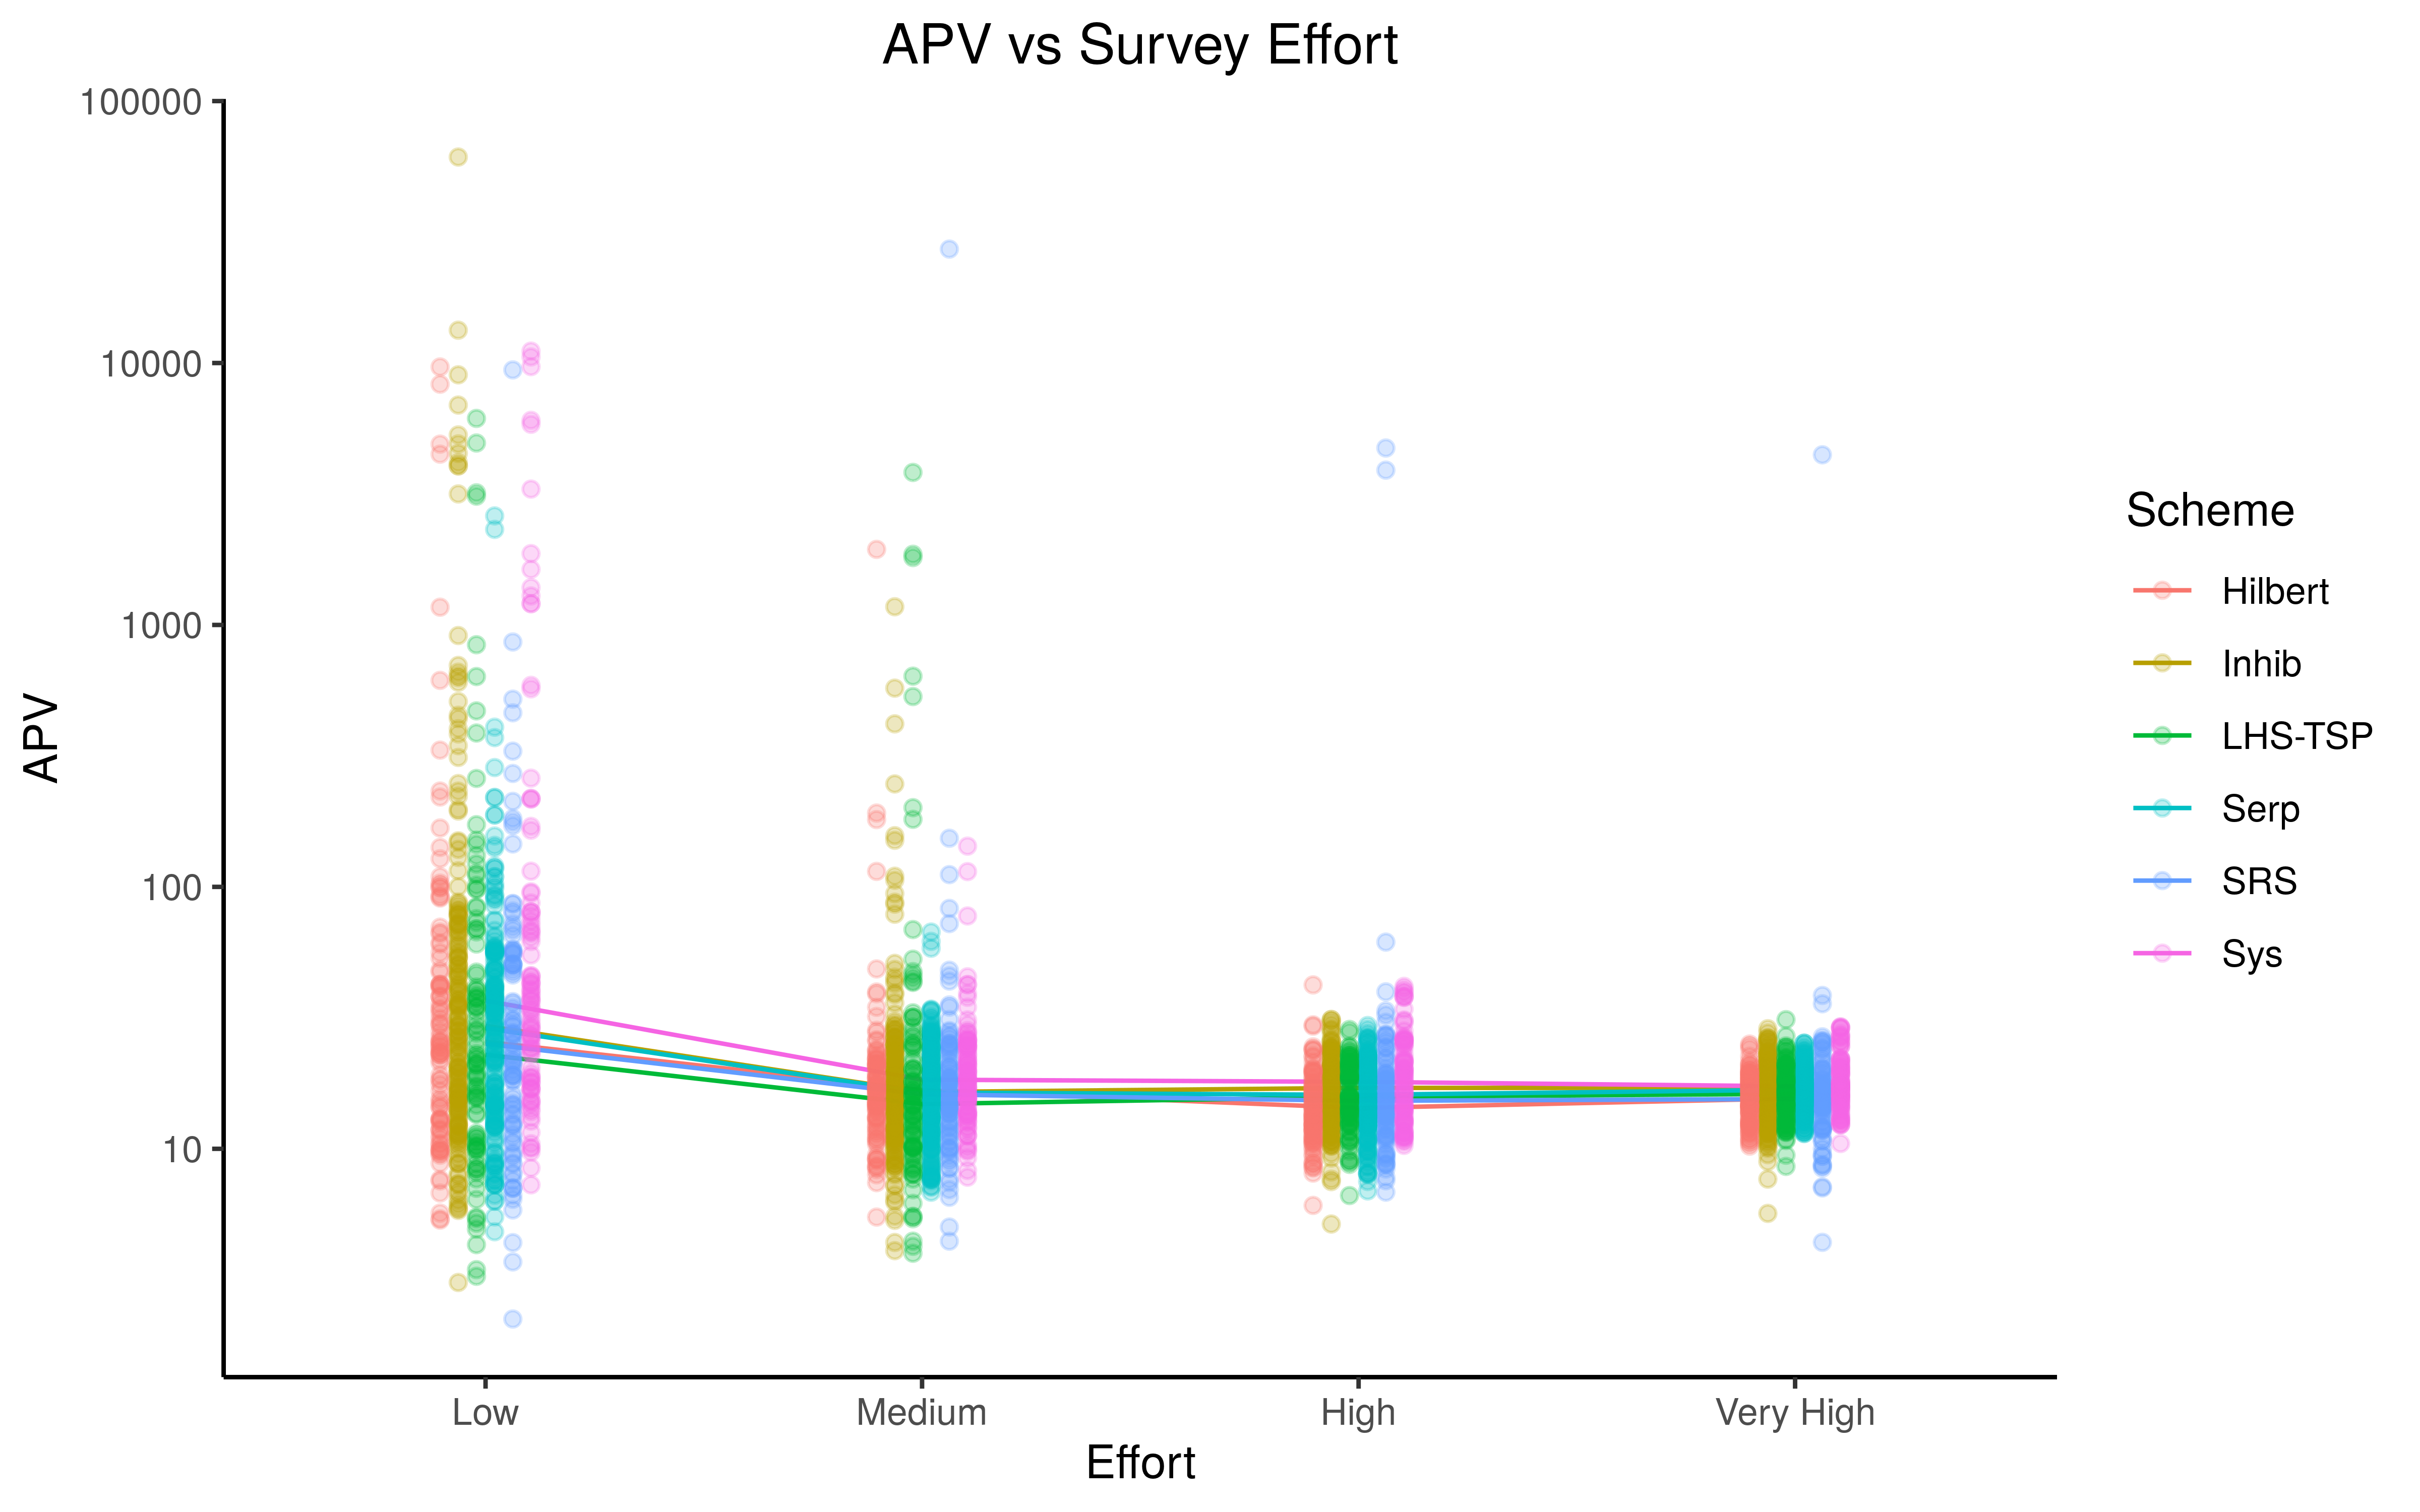 APV vs Survey Effort
100000
10000
1000
100
10
APV
Low
Medium
High
Very High
Effort
Scheme
Hilbert
Inhib
LHS-TSP
Serp
SRS
Sys